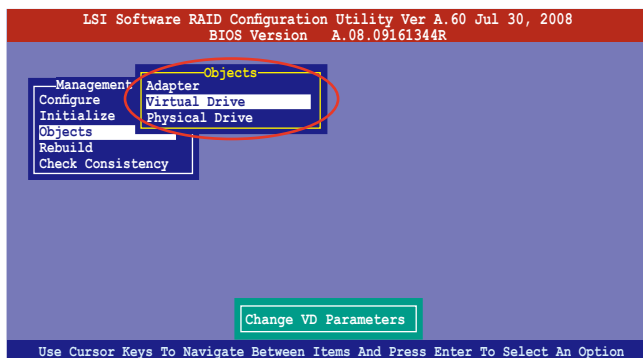 LSI Software RAID Configuration Utility Ver A.60 Jul 30, 2008
BIOS Version A.08.09161344R
Management
Configure
Initialize
Objects
Rebuild
Check Consistency
Objects
Adapter
Virtual Drive
Physical Drive
Change VD Parameters
Use Cursor Keys To Navigate Between Items And Press Enter To Select An Option